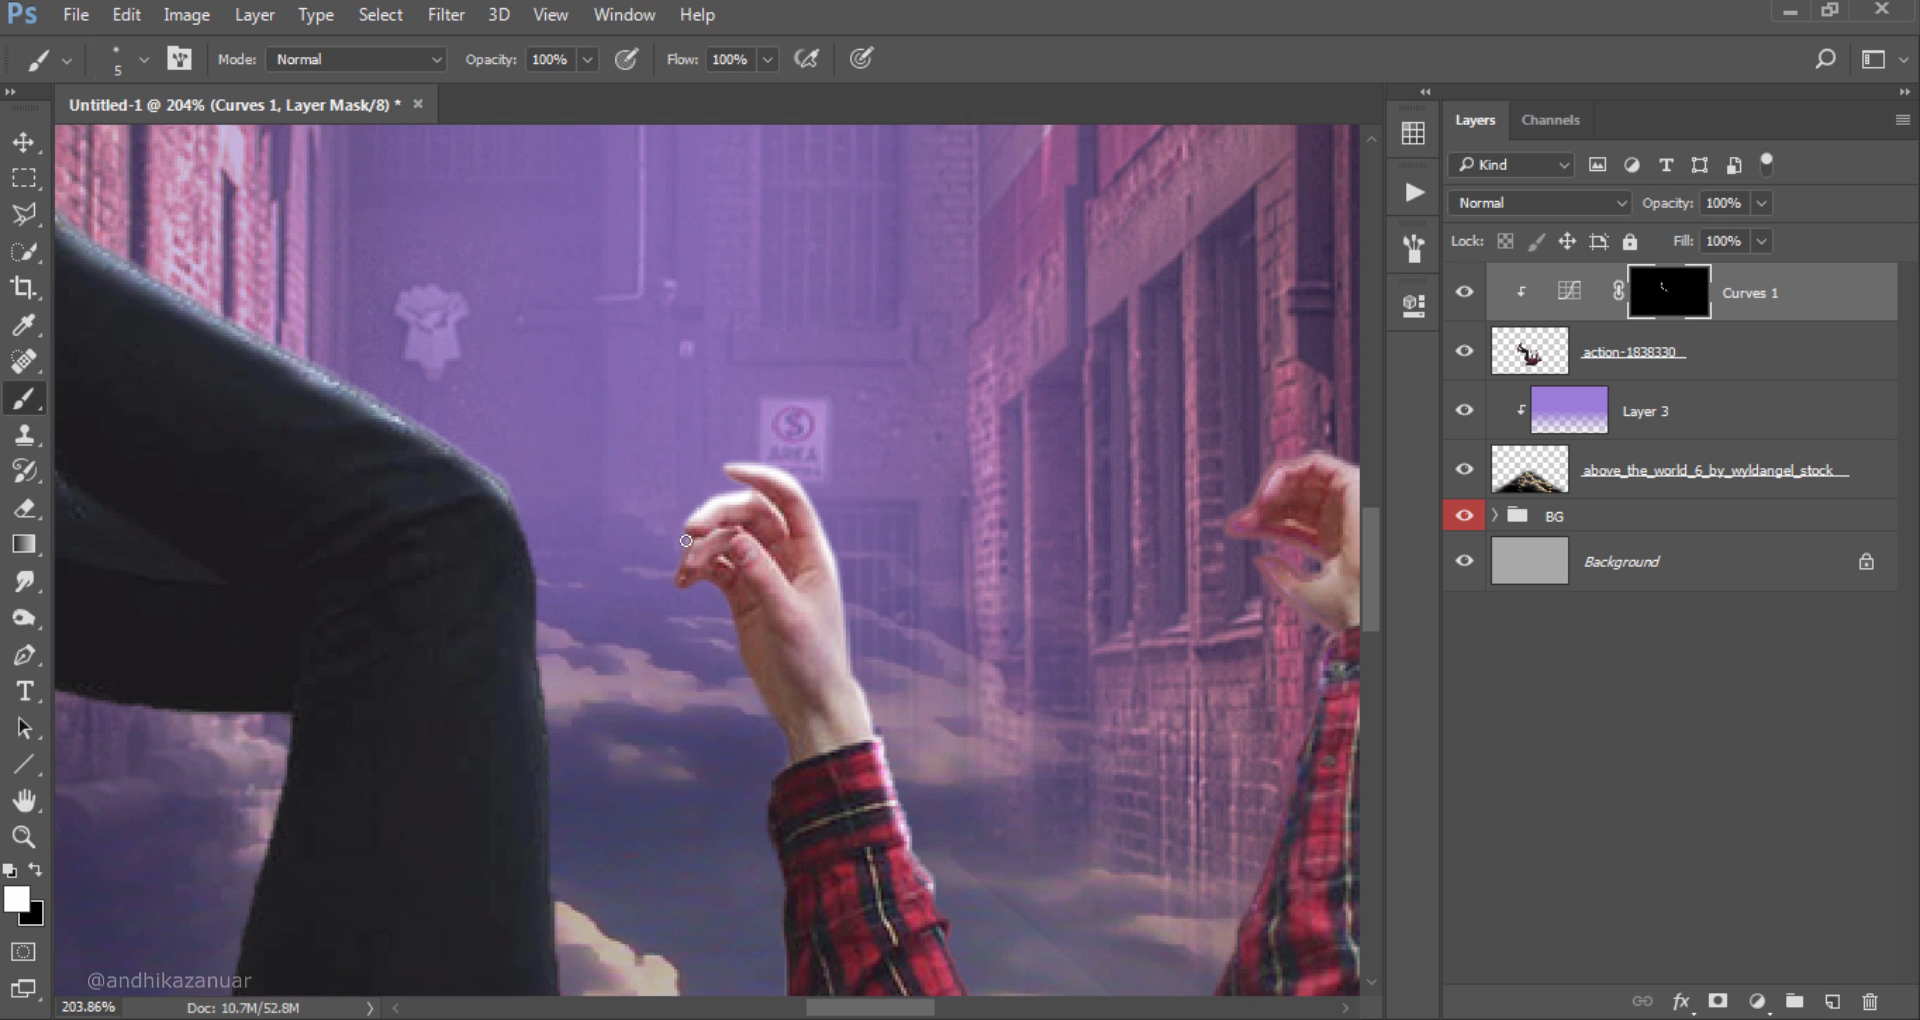 Ps File Edit Image Layer Type Select Filter 3D View Window Help
5 Mode: Normal Opacity: 100% Flow: 100%
Untitled-1 @ 204% (Curves 1, Layer Mask/8) *
Layers Channels
Kind
Normal Opacity: 100%
Lock: Fill: 100%
Curves 1
action-1838330
Layer 3
above_the_world_6_by_wyldangel_stock
BG
Background
S
AREA
@andhikazanuar
203.86% Doc: 10.7M/52.8M